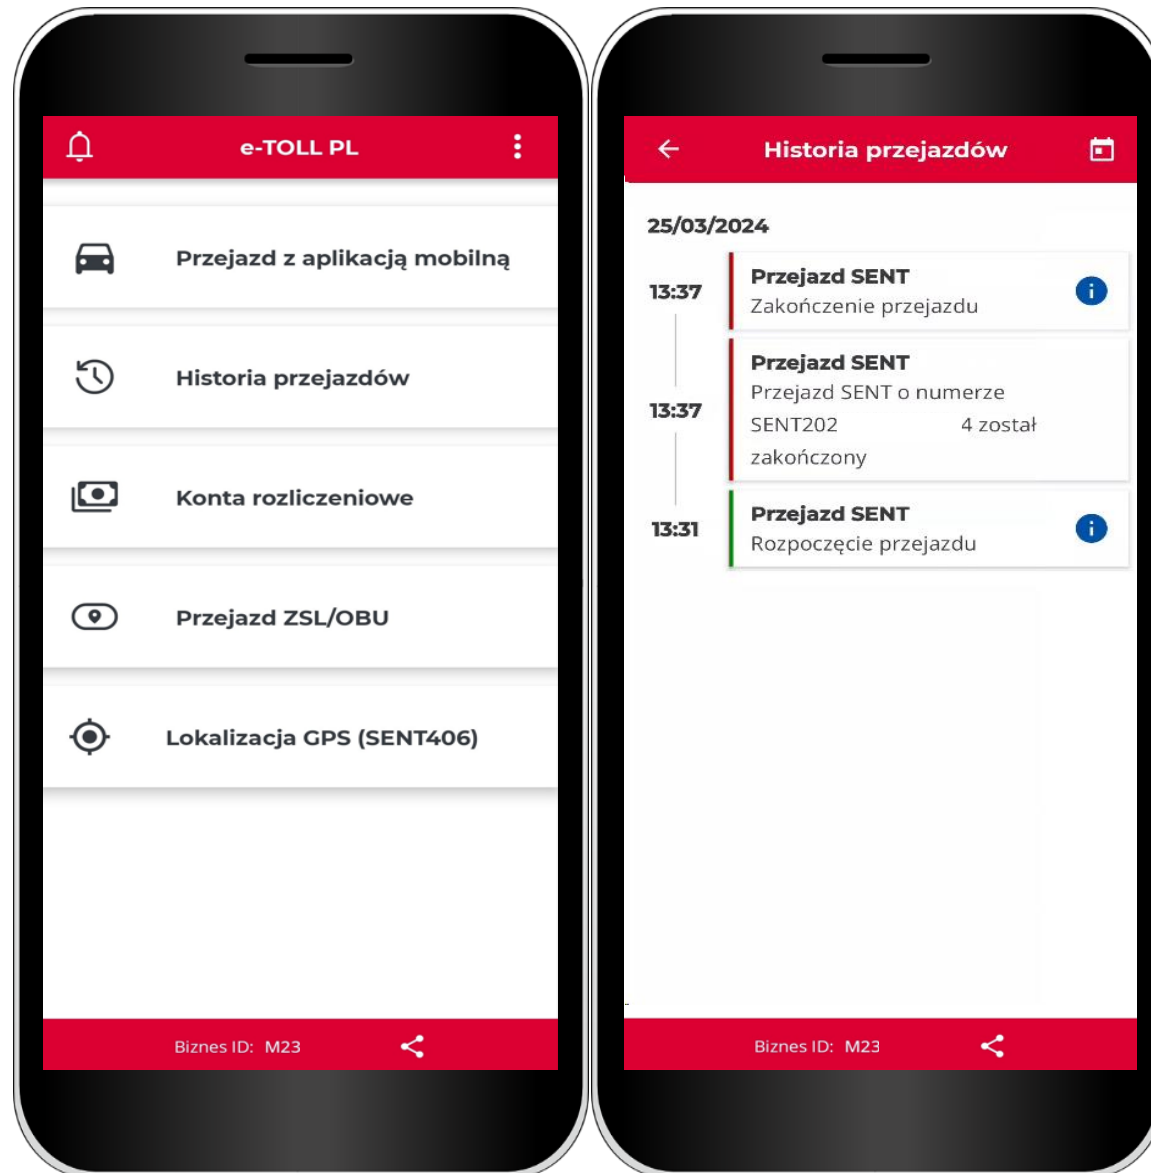 e-TOLL PL
Przejazd z aplikacją mobilną
Historia przejazdów
Konta rozliczeniowe
Przejazd ZSL/OBU
Lokalizacja GPS (SENT406)
Biznes ID: M23
Historia przejazdów
25/03/2024
13:37
Przejazd SENT
Zakończenie przejazdu
13:37
Przejazd SENT
Przejazd SENT o numerze
SENT202 4 został
zakończony
13:31
Przejazd SENT
Rozpoczęcie przejazdu
Biznes ID: M23